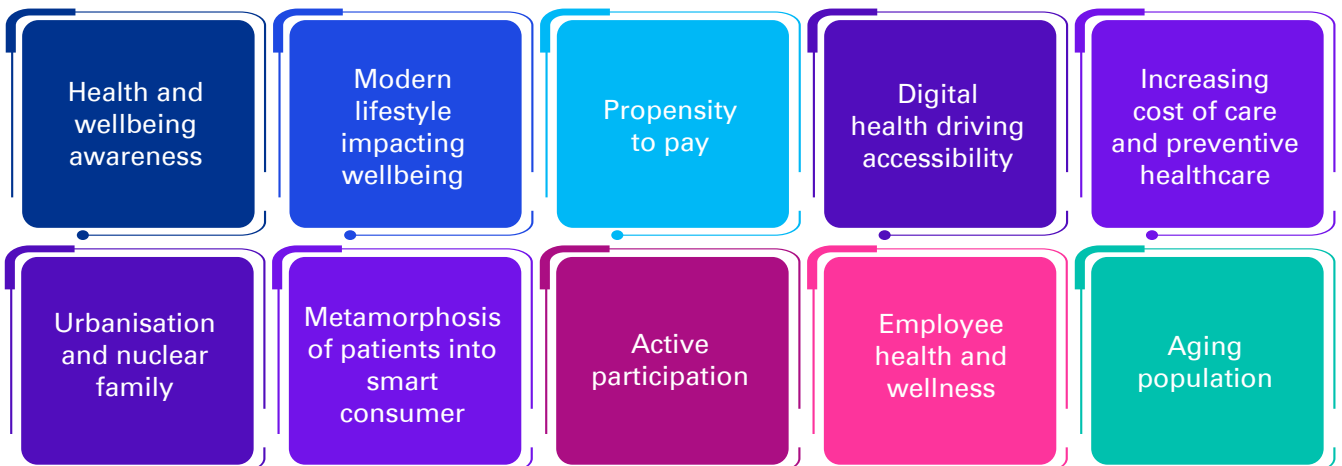 Health and
wellbeing
awareness
Modern
lifestyle
impacting
wellbeing
Propensity
to pay
Digital
health driving
accessibility
Increasing
cost of care
and preventive
healthcare
Urbanisation
and nuclear
family
Metamorphosis
of patients into
smart
consumer
Active
participation
Employee
health and
wellness
Aging
population